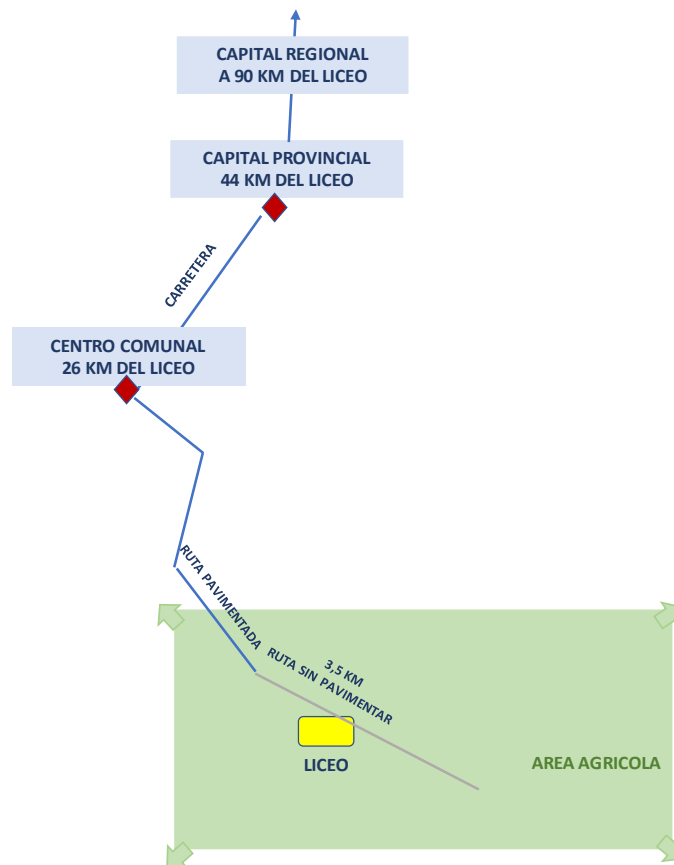 CAPITAL REGIONAL
A 90 KM DEL LICEO
CAPITAL PROVINCIAL
44 KM DEL LICEO
CARRETERA
CENTRO COMUNAL
26 KM DEL LICEO
RUTA PAVIMENTADA
3,5 KM
RUTA SIN PAVIMENTAR
LICEO
AREA AGRICOLA